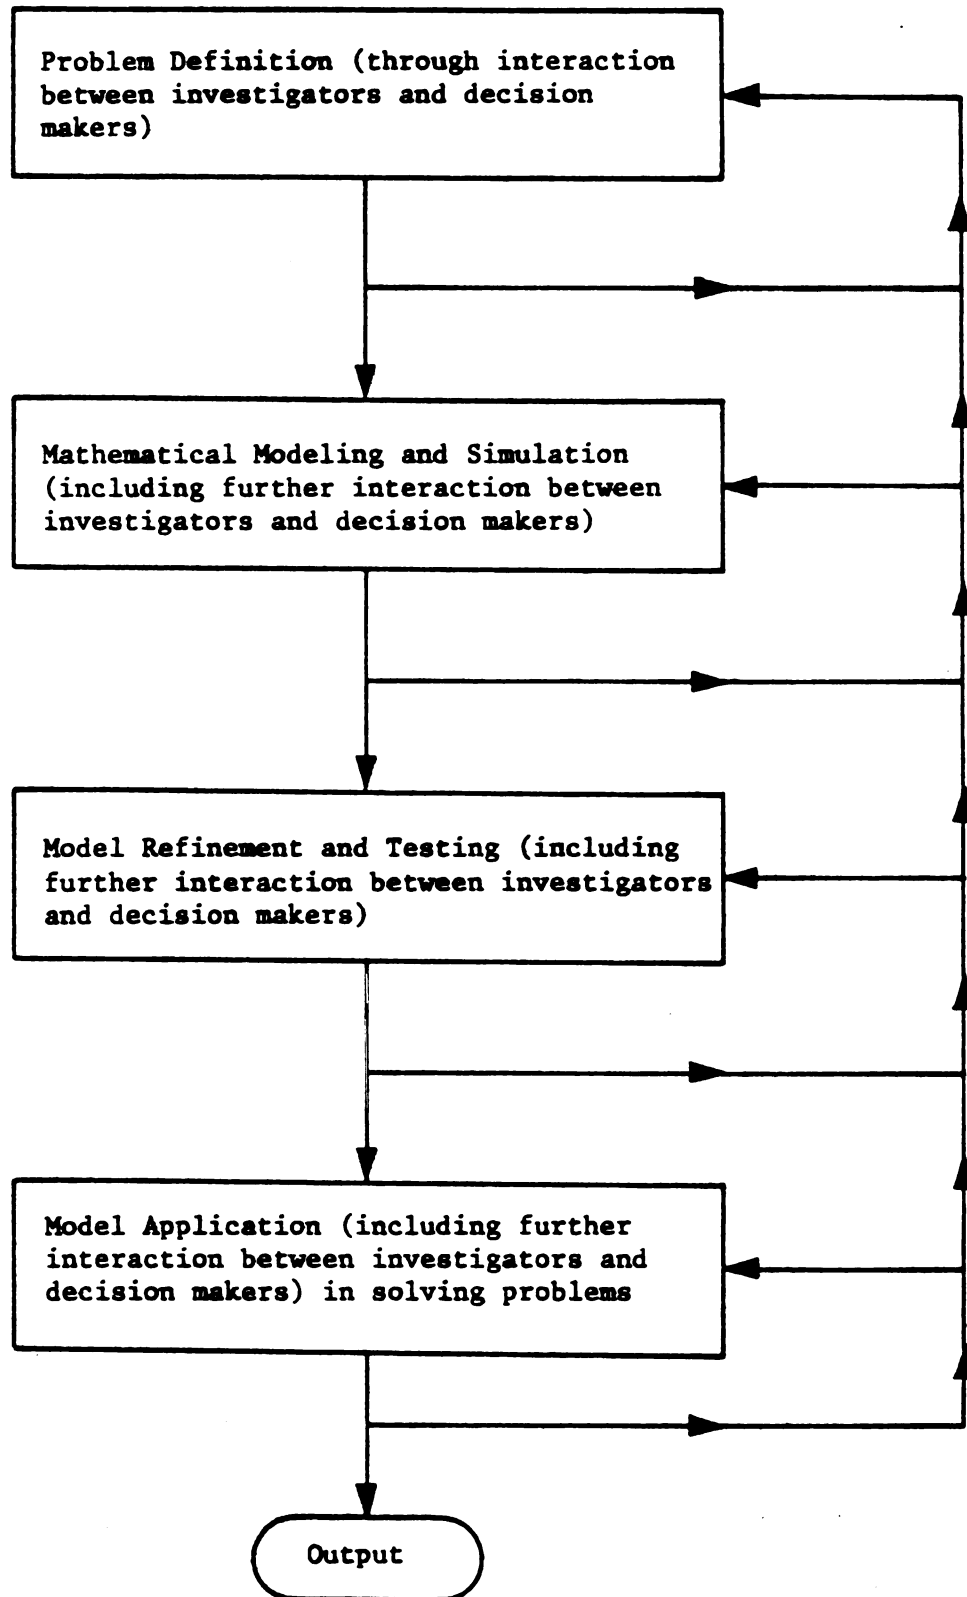 Problem Definition (through interaction
between investigators and decision
makers)
Mathematical Modeling and Simulation
(including further interaction between
investigators and decision makers)
Model Refinement and Testing (including
further interaction between investigators
and decision makers)
Model Application (including further
interaction between investigators and
decision makers) in solving problems
Output